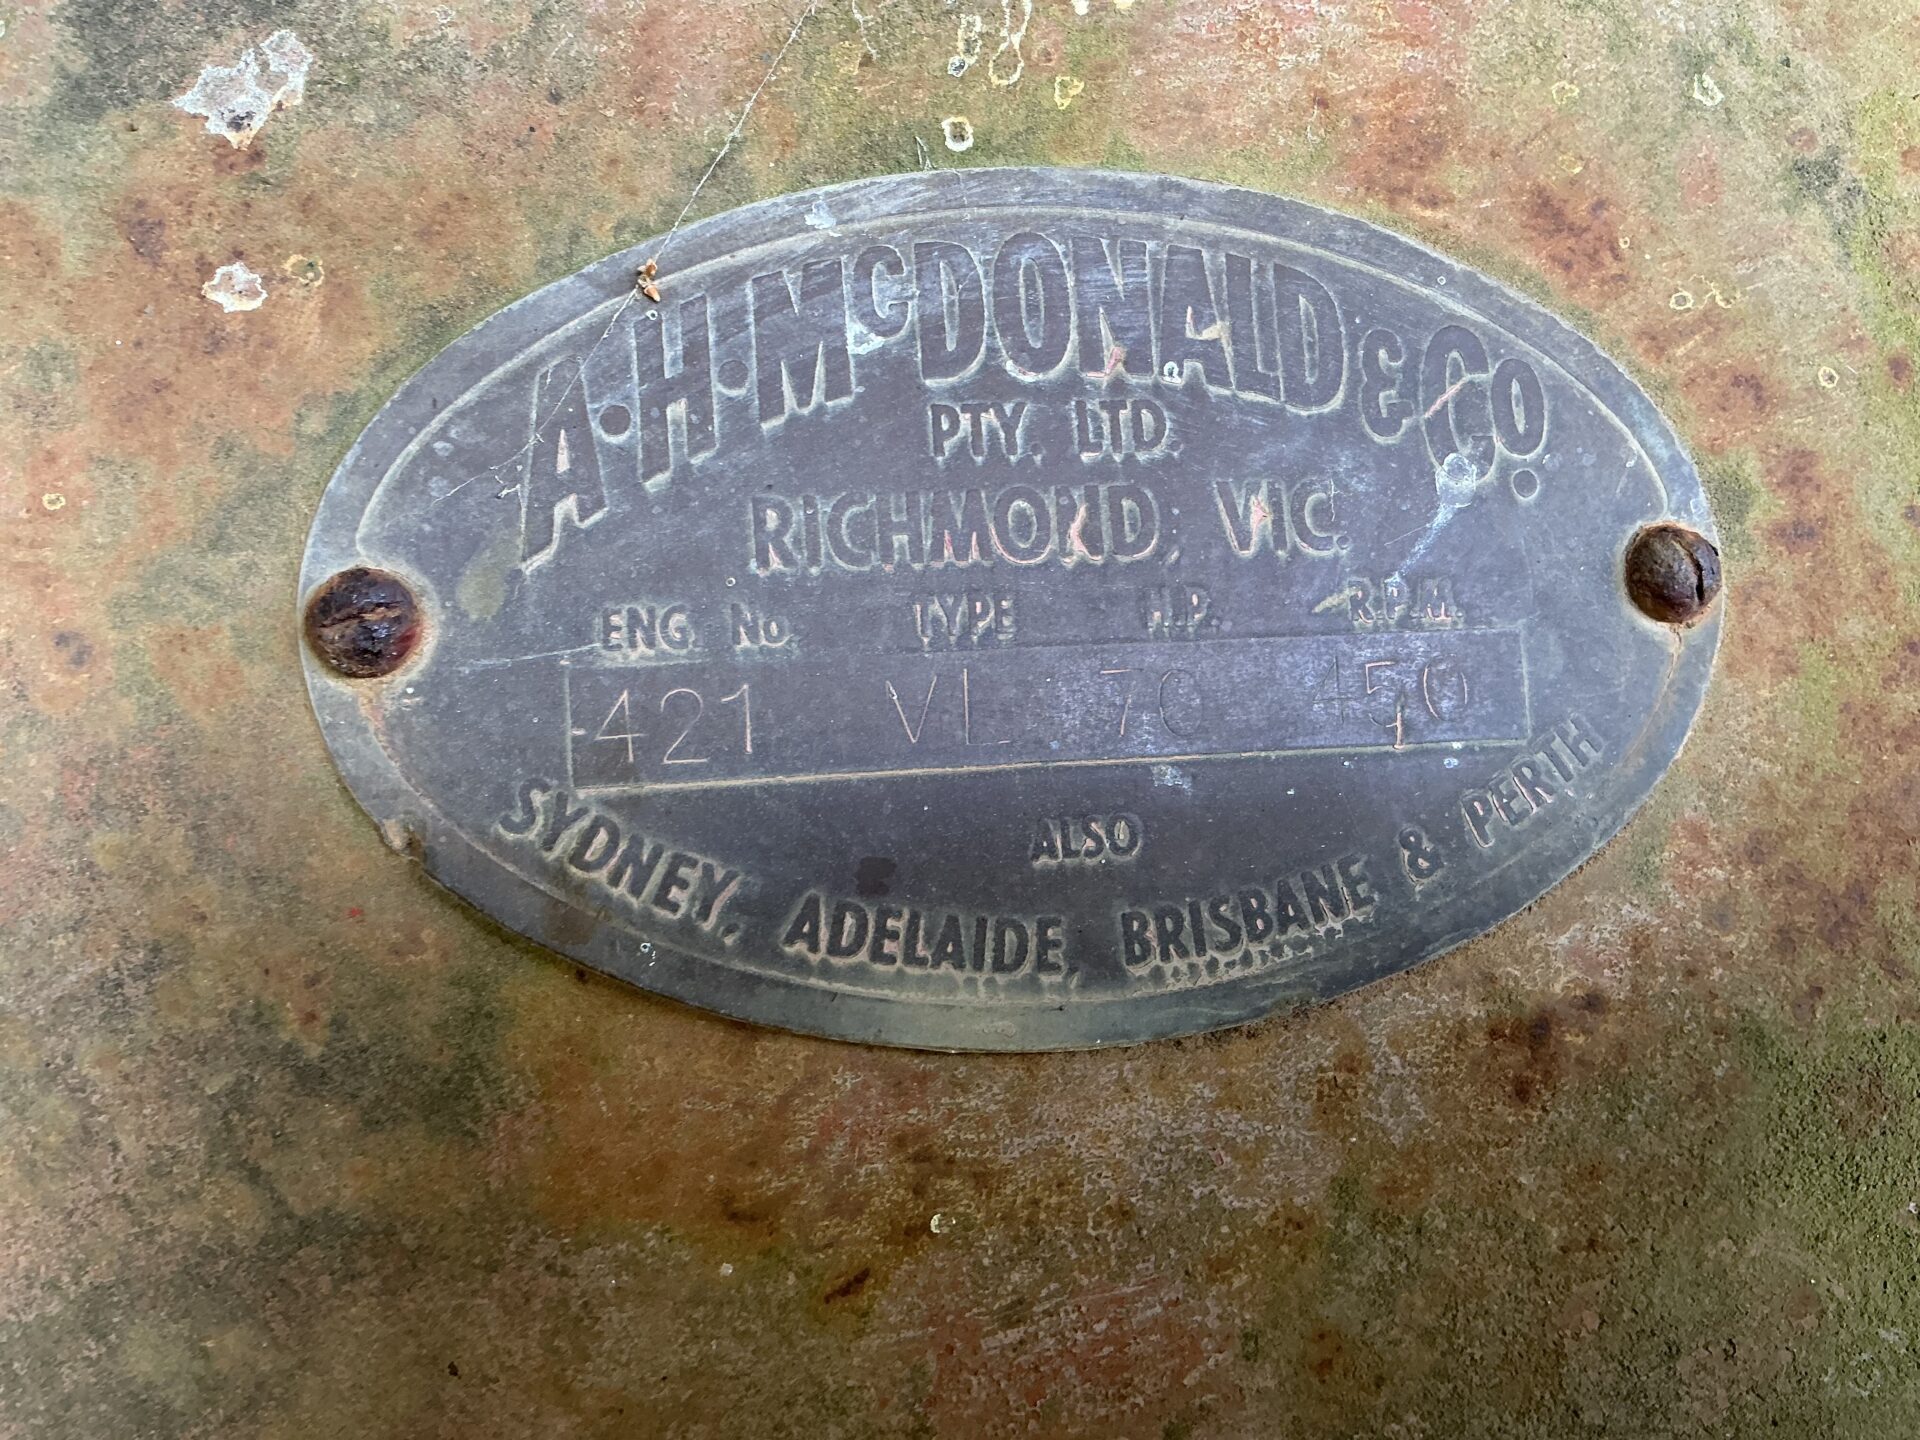 A·H·McDONALD & Co.
PTY. LTD.
RICHMOND, VIC.
ENG. No. TYPE H.P. R.P.M.
421 VL 70 450
ALSO
SYDNEY, ADELAIDE, BRISBANE & PERTH